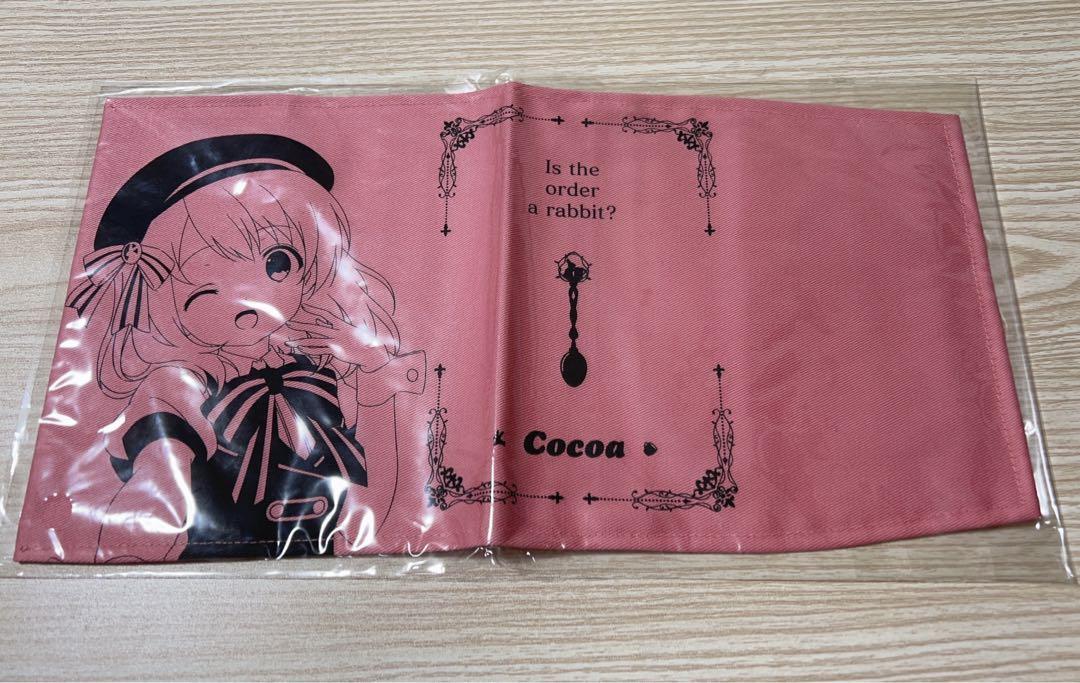 Is the
order
a rabbit?
Cocoa